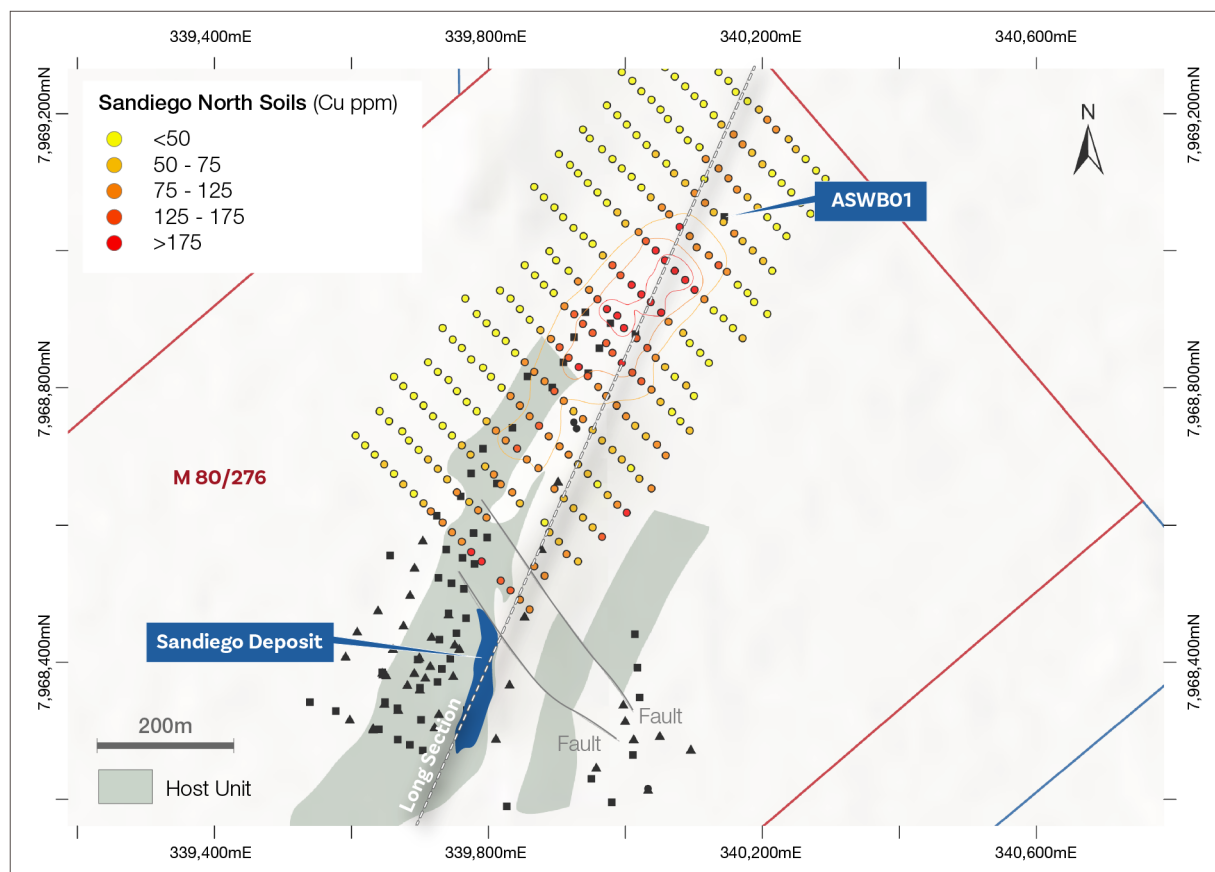 339,400mE
339,800mE
340,200mE
340,600mE
7,969,200mN
7,969,200mN
Sandiego North Soils (Cu ppm)
<50
50 - 75
75 - 125
125 - 175
>175
N
ASWB01
7,968,800mN
7,968,800mN
M 80/276
Sandiego Deposit
7,968,400mN
7,968,400mN
200m
Long Section
Fault
Fault
Host Unit
339,400mE
339,800mE
340,200mE
340,600mE